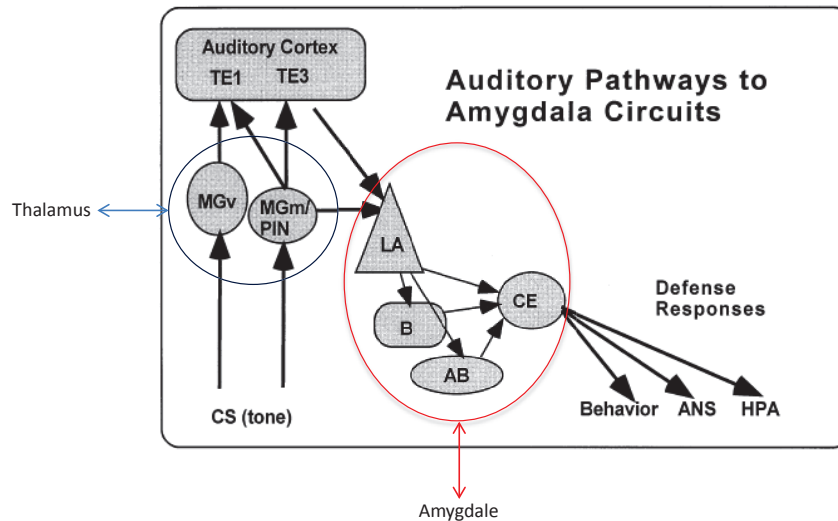 Auditory Cortex
TE1 TE3
Auditory Pathways to
Amygdala Circuits
Thalamus
MGv
MGm/
PIN
LA
CE
B
AB
Defense
Responses
CS (tone)
Behavior ANS HPA
Amygdale